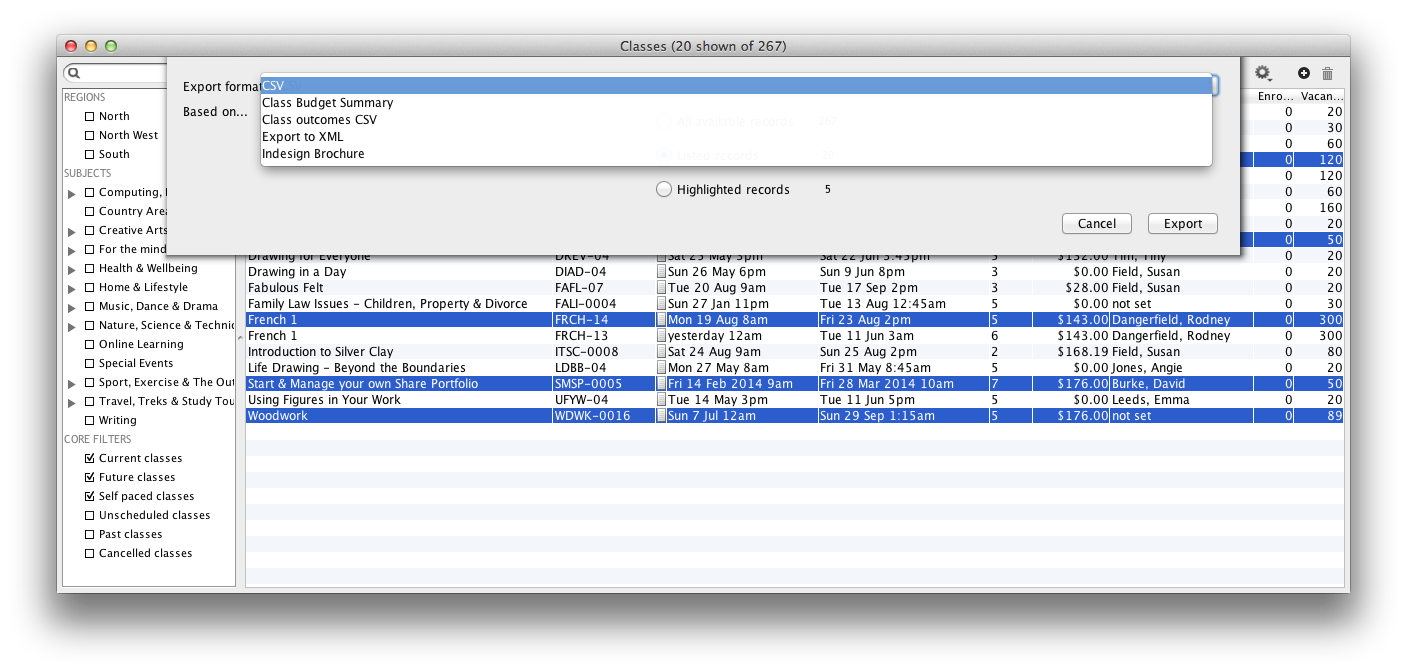 Classes (20 shown of 267)
Export format
CSV
Class Budget Summary
Class outcomes CSV
Export to XML
Indesign Brochure
Based on...
All available records 267
Listed records 20
Highlighted records 5
Cancel Export
REGIONS
North
North West
South
SUBJECTS
Computing,
Country Area
Creative Arts
For the mind
Health & Wellbeing
Home & Lifestyle
Music, Dance & Drama
Nature, Science & Technic
Online Learning
Special Events
Sport, Exercise & The Out
Travel, Treks & Study Tou
Writing
CORE FILTERS
Current classes
Future classes
Self paced classes
Unscheduled classes
Past classes
Cancelled classes
Enro... Vacan...
0 20
0 30
0 60
0 120
0 120
0 60
0 160
0 20
0 50
Drawing for Everyone DREV-04 Sat 25 May 3pm Sat 22 Jun 3:45pm 5 $132.00 Tim, Tiny 0 20
Drawing in a Day DIAD-04 Sun 26 May 6pm Sun 9 Jun 8pm 3 $0.00 Field, Susan 0 20
Fabulous Felt FAFL-07 Tue 20 Aug 9am Tue 17 Sep 2pm 3 $28.00 Field, Susan 0 20
Family Law Issues – Children, Property & Divorce FALI-0004 Sun 27 Jan 11pm Tue 13 Aug 12:45am 5 $0.00 not set 0 30
French 1 FRCH-14 Mon 19 Aug 8am Fri 23 Aug 2pm 5 $143.00 Dangerfield, Rodney 0 300
French 1 FRCH-13 yesterday 12am Tue 11 Jun 3am 6 $143.00 Dangerfield, Rodney 0 300
Introduction to Silver Clay ITSC-0008 Sat 24 Aug 9am Sun 25 Aug 2pm 2 $168.19 Field, Susan 0 80
Life Drawing – Beyond the Boundaries LDBB-04 Mon 27 May 8am Fri 31 May 8:45am 5 $0.00 Jones, Angie 0 20
Start & Manage your own Share Portfolio SMSP-0005 Fri 14 Feb 2014 9am Fri 28 Mar 2014 10am 7 $176.00 Burke, David 0 50
Using Figures in Your Work UFYW-04 Tue 14 May 3pm Tue 11 Jun 5pm 5 $0.00 Leeds, Emma 0 20
Woodwork WDWK-0016 Sun 7 Jul 12am Sun 29 Sep 1:15am 5 $176.00 not set 0 89